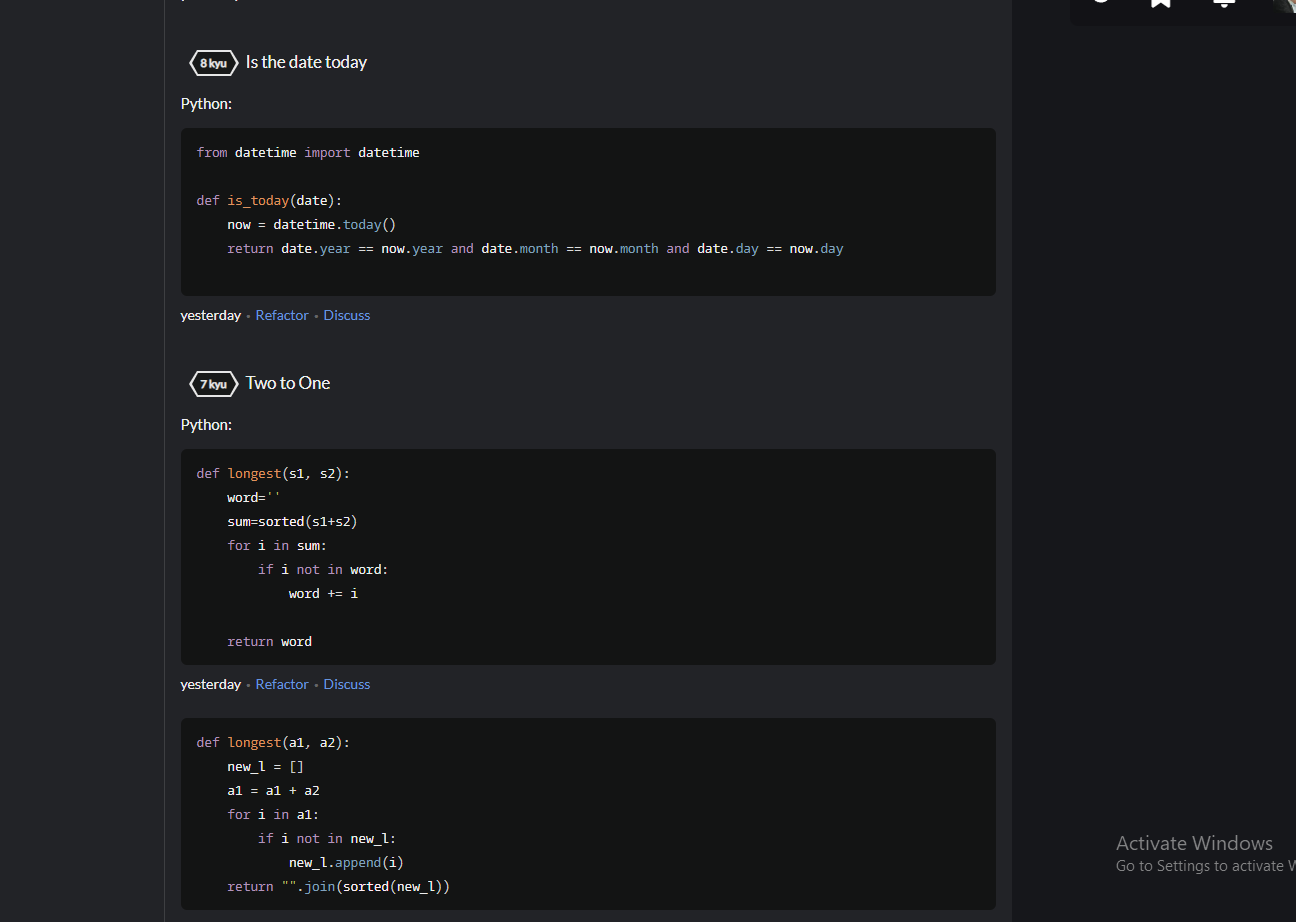 8 kyu Is the date today
Python:
from datetime import datetime
def is_today(date):
    now = datetime.today()
    return date.year == now.year and date.month == now.month and date.day == now.day
yesterday • Refactor • Discuss
7 kyu Two to One
Python:
def longest(s1, s2):
    word=''
    sum=sorted(s1+s2)
    for i in sum:
        if i not in word:
            word += i
    return word
yesterday • Refactor • Discuss
def longest(a1, a2):
    new_l = []
    a1 = a1 + a2
    for i in a1:
        if i not in new_l:
            new_l.append(i)
    return "".join(sorted(new_l))
Activate Windows
Go to Settings to activate